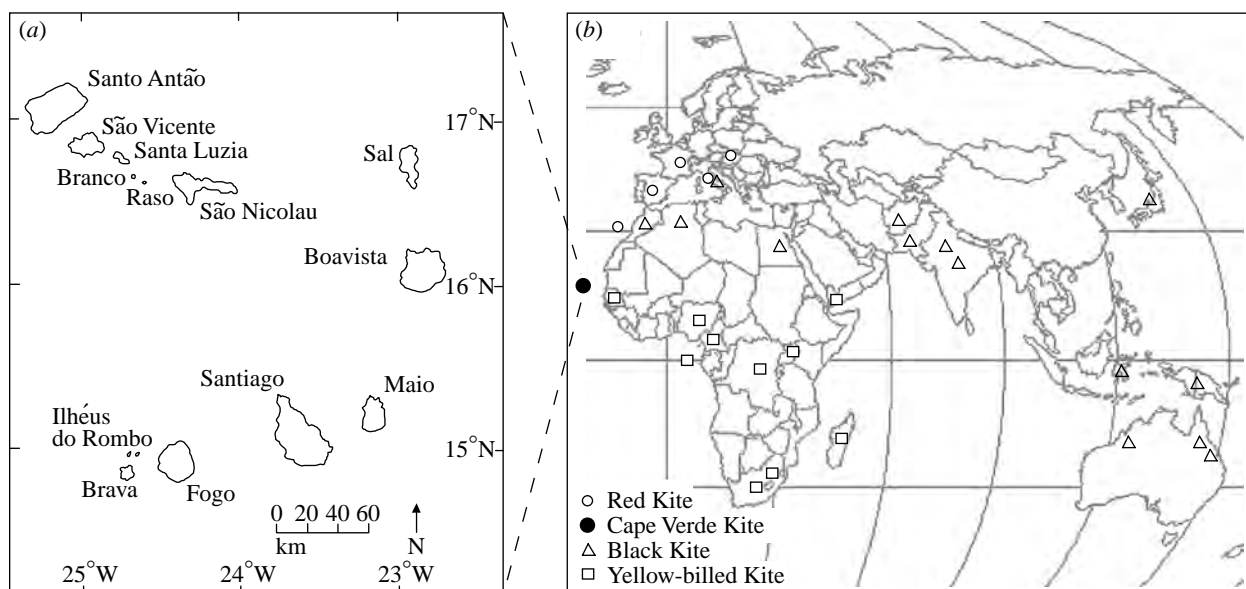 (a)
Santo Antão
São Vicente
Santa Luzia
Branco
Raso
São Nicolau
Sal
Boavista
Santiago
Maio
Ilhéus
do Rombo
Brava
Fogo
0 20 40 60
km
N
17°N
16°N
15°N
25°W 24°W 23°W
(b)
Red Kite
Cape Verde Kite
Black Kite
Yellow-billed Kite